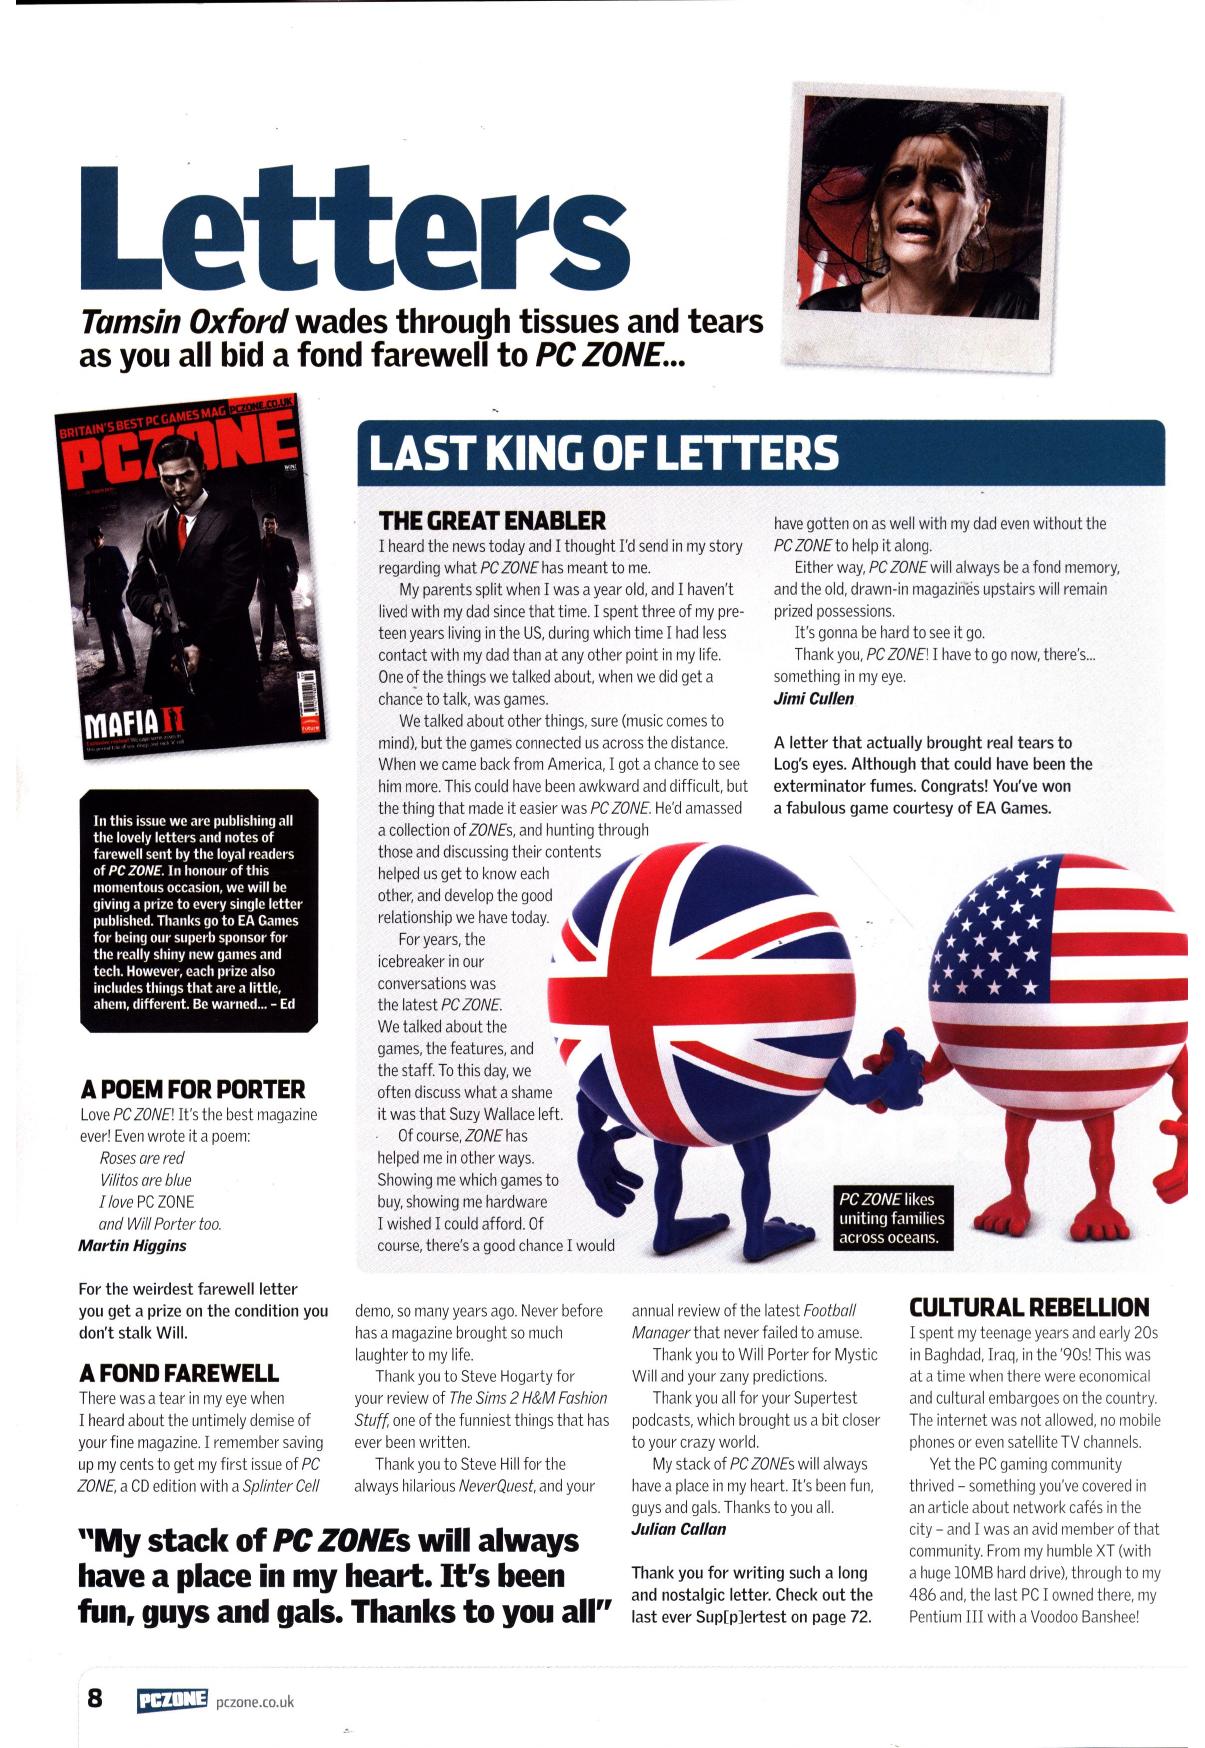 Letters
Tamsin Oxford wades through tissues and tears
as you all bid a fond farewell to PC ZONE...
BRITAIN'S BEST PC GAMES MAG PCZONE.CO.UK
PCZONE
MAFIA II
In this issue we are publishing all
the lovely letters and notes of
farewell sent by the loyal readers
of PC ZONE. In honour of this
momentous occasion, we will be
giving a prize to every single letter
published. Thanks go to EA Games
for being our superb sponsor for
the really shiny new games and
tech. However, each prize also
includes things that are a little,
ahem, different. Be warned... – Ed
LAST KING OF LETTERS
THE GREAT ENABLER
I heard the news today and I thought I'd send in my story
regarding what PC ZONE has meant to me.
My parents split when I was a year old, and I haven't
lived with my dad since that time. I spent three of my pre-
teen years living in the US, during which time I had less
contact with my dad than at any other point in my life.
One of the things we talked about, when we did get a
chance to talk, was games.
We talked about other things, sure (music comes to
mind), but the games connected us across the distance.
When we came back from America, I got a chance to see
him more. This could have been awkward and difficult, but
the thing that made it easier was PC ZONE. He'd amassed
a collection of ZONEs, and hunting through
those and discussing their contents
helped us get to know each
other, and develop the good
relationship we have today.
For years, the
icebreaker in our
conversations was
the latest PC ZONE.
We talked about the
games, the features, and
the staff. To this day, we
often discuss what a shame
it was that Suzy Wallace left.
Of course, ZONE has
helped me in other ways.
Showing me which games to
buy, showing me hardware
I wished I could afford. Of
course, there's a good chance I would
have gotten on as well with my dad even without the
PC ZONE to help it along.
Either way, PC ZONE will always be a fond memory,
and the old, drawn-in magazines upstairs will remain
prized possessions.
It's gonna be hard to see it go.
Thank you, PC ZONE! I have to go now, there's...
something in my eye.
Jimi Cullen
A letter that actually brought real tears to
Log's eyes. Although that could have been the
exterminator fumes. Congrats! You've won
a fabulous game courtesy of EA Games.
PC ZONE likes
uniting families
across oceans.
A POEM FOR PORTER
Love PC ZONE! It's the best magazine
ever! Even wrote it a poem:
Roses are red
Vilitos are blue
I love PC ZONE
and Will Porter too.
Martin Higgins
For the weirdest farewell letter
you get a prize on the condition you
don't stalk Will.
A FOND FAREWELL
There was a tear in my eye when
I heard about the untimely demise of
your fine magazine. I remember saving
up my cents to get my first issue of PC
ZONE, a CD edition with a Splinter Cell
demo, so many years ago. Never before
has a magazine brought so much
laughter to my life.
Thank you to Steve Hogarty for
your review of The Sims 2 H&M Fashion
Stuff, one of the funniest things that has
ever been written.
Thank you to Steve Hill for the
always hilarious NeverQuest, and your
annual review of the latest Football
Manager that never failed to amuse.
Thank you to Will Porter for Mystic
Will and your zany predictions.
Thank you all for your Supertest
podcasts, which brought us a bit closer
to your crazy world.
My stack of PC ZONEs will always
have a place in my heart. It's been fun,
guys and gals. Thanks to you all.
Julian Callan
Thank you for writing such a long
and nostalgic letter. Check out the
last ever Sup[p]ertest on page 72.
"My stack of PC ZONEs will always
have a place in my heart. It's been
fun, guys and gals. Thanks to you all"
CULTURAL REBELLION
I spent my teenage years and early 20s
in Baghdad, Iraq, in the '90s! This was
at a time when there were economical
and cultural embargoes on the country.
The internet was not allowed, no mobile
phones or even satellite TV channels.
Yet the PC gaming community
thrived – something you've covered in
an article about network cafés in the
city – and I was an avid member of that
community. From my humble XT (with
a huge 10MB hard drive), through to my
486 and, the last PC I owned there, my
Pentium III with a Voodoo Banshee!
8
PCZONE
pczone.co.uk